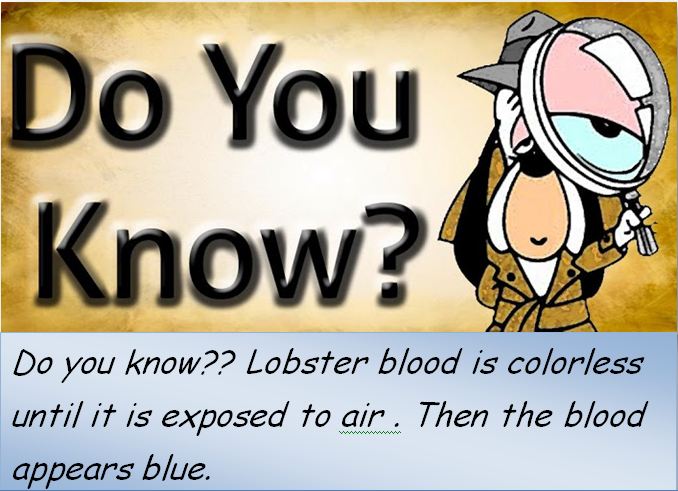 Do You
Know?
Do you know?? Lobster blood is colorless
until it is exposed to air . Then the blood
appears blue.